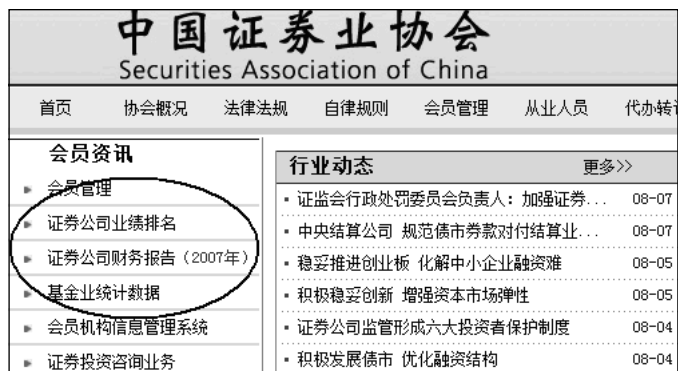 中国证券业协会
Securities Association of China
首页 协会概况 法律法规 自律规则 会员管理 从业人员 代办转
会员资讯
会员管理
证券公司业绩排名
证券公司财务报告（2007年）
基金业统计数据
会员机构信息管理系统
证券投资咨询业务
行业动态 更多>>
证监会行政处罚委员会负责人：加强证券... 08-07
中央结算公司 规范债市券款对付结算业... 08-07
稳妥推进创业板 化解中小企业融资难 08-05
积极稳妥创新 增强资本市场弹性 08-05
证券公司监管形成六大投资者保护制度 08-04
积极发展债市 优化融资结构 08-04